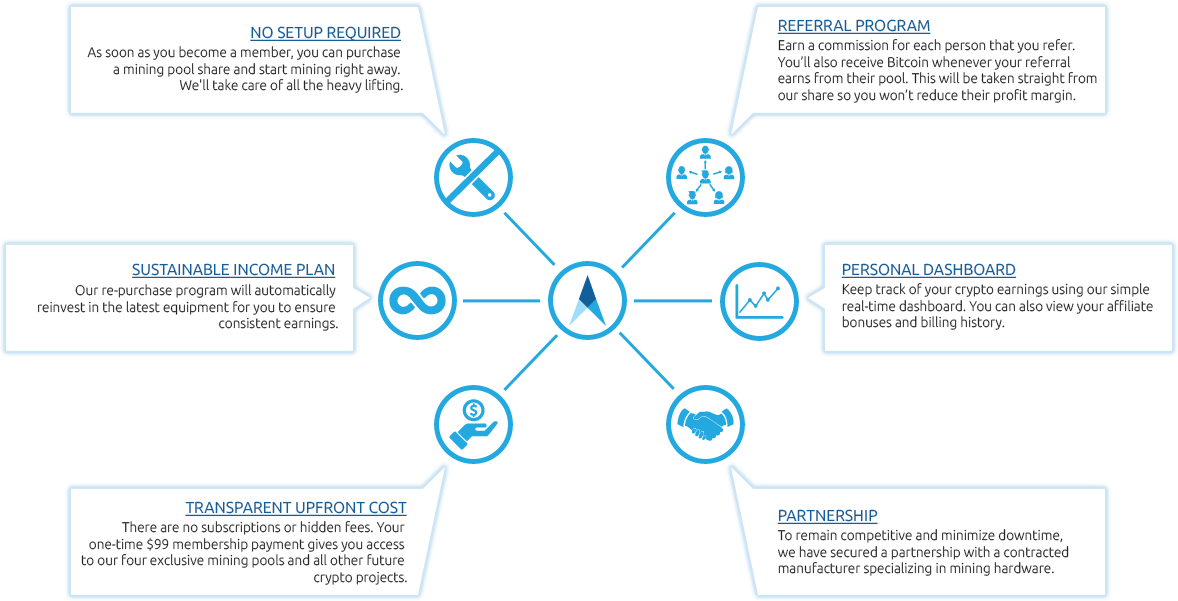 NO SETUP REQUIRED
As soon as you become a member, you can purchase
a mining pool share and start mining right away.
We'll take care of all the heavy lifting.
REFERRAL PROGRAM
Earn a commission for each person that you refer.
You’ll also receive Bitcoin whenever your referral
earns from their pool. This will be taken straight from
our share so you won’t reduce their profit margin.
SUSTAINABLE INCOME PLAN
Our re-purchase program will automatically
reinvest in the latest equipment for you to ensure
consistent earnings.
PERSONAL DASHBOARD
Keep track of your crypto earnings using our simple
real-time dashboard. You can also view your affiliate
bonuses and billing history.
$
TRANSPARENT UPFRONT COST
There are no subscriptions or hidden fees. Your
one-time $99 membership payment gives you access
to our four exclusive mining pools and all other future
crypto projects.
PARTNERSHIP
To remain competitive and minimize downtime,
we have secured a partnership with a contracted
manufacturer specializing in mining hardware.